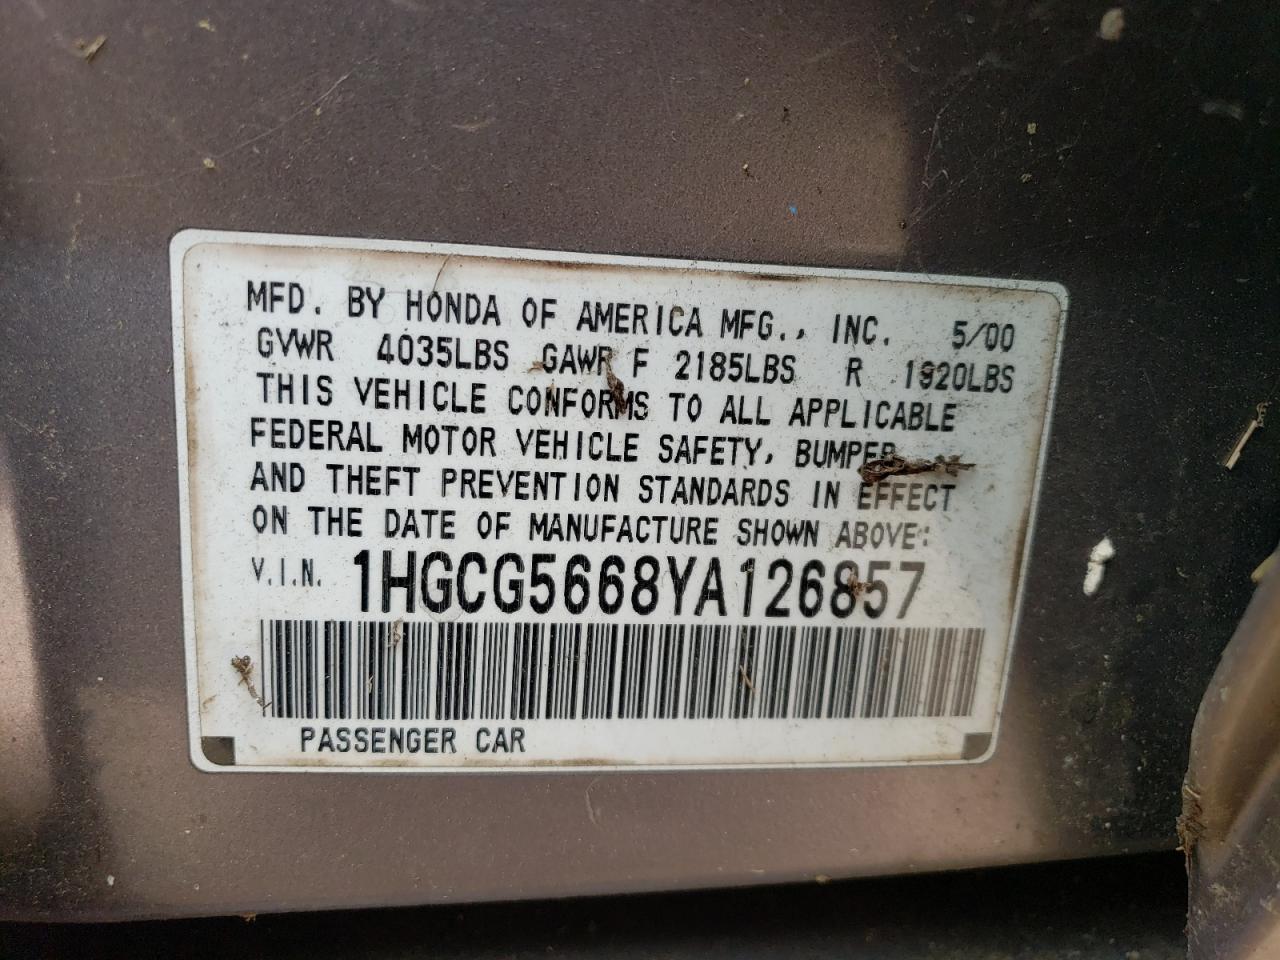 MFD. BY HONDA OF AMERICA MFG., INC. 5/00
GVWR 4035LBS GAWR F 2185LBS R 1920LBS
THIS VEHICLE CONFORMS TO ALL APPLICABLE
FEDERAL MOTOR VEHICLE SAFETY, BUMPER
AND THEFT PREVENTION STANDARDS IN EFFECT
ON THE DATE OF MANUFACTURE SHOWN ABOVE:
V.I.N. 1HGCG5668YA126857
PASSENGER CAR